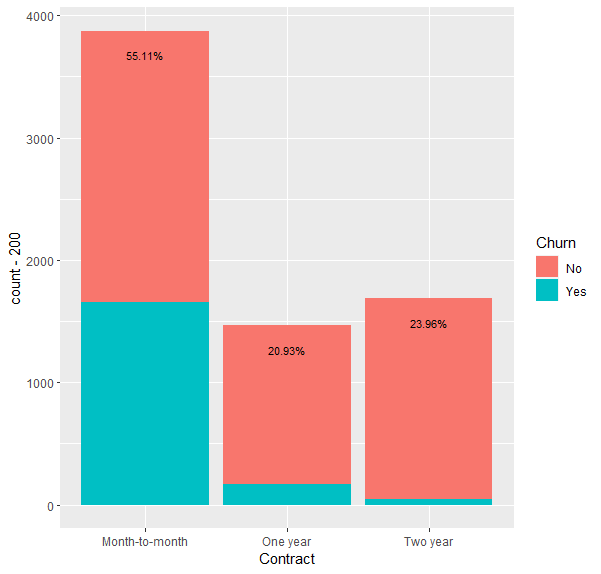 4000
3000
2000
1000
0
count - 200
55.11%
20.93%
23.96%
Month-to-month
One year
Two year
Contract
Churn
No
Yes